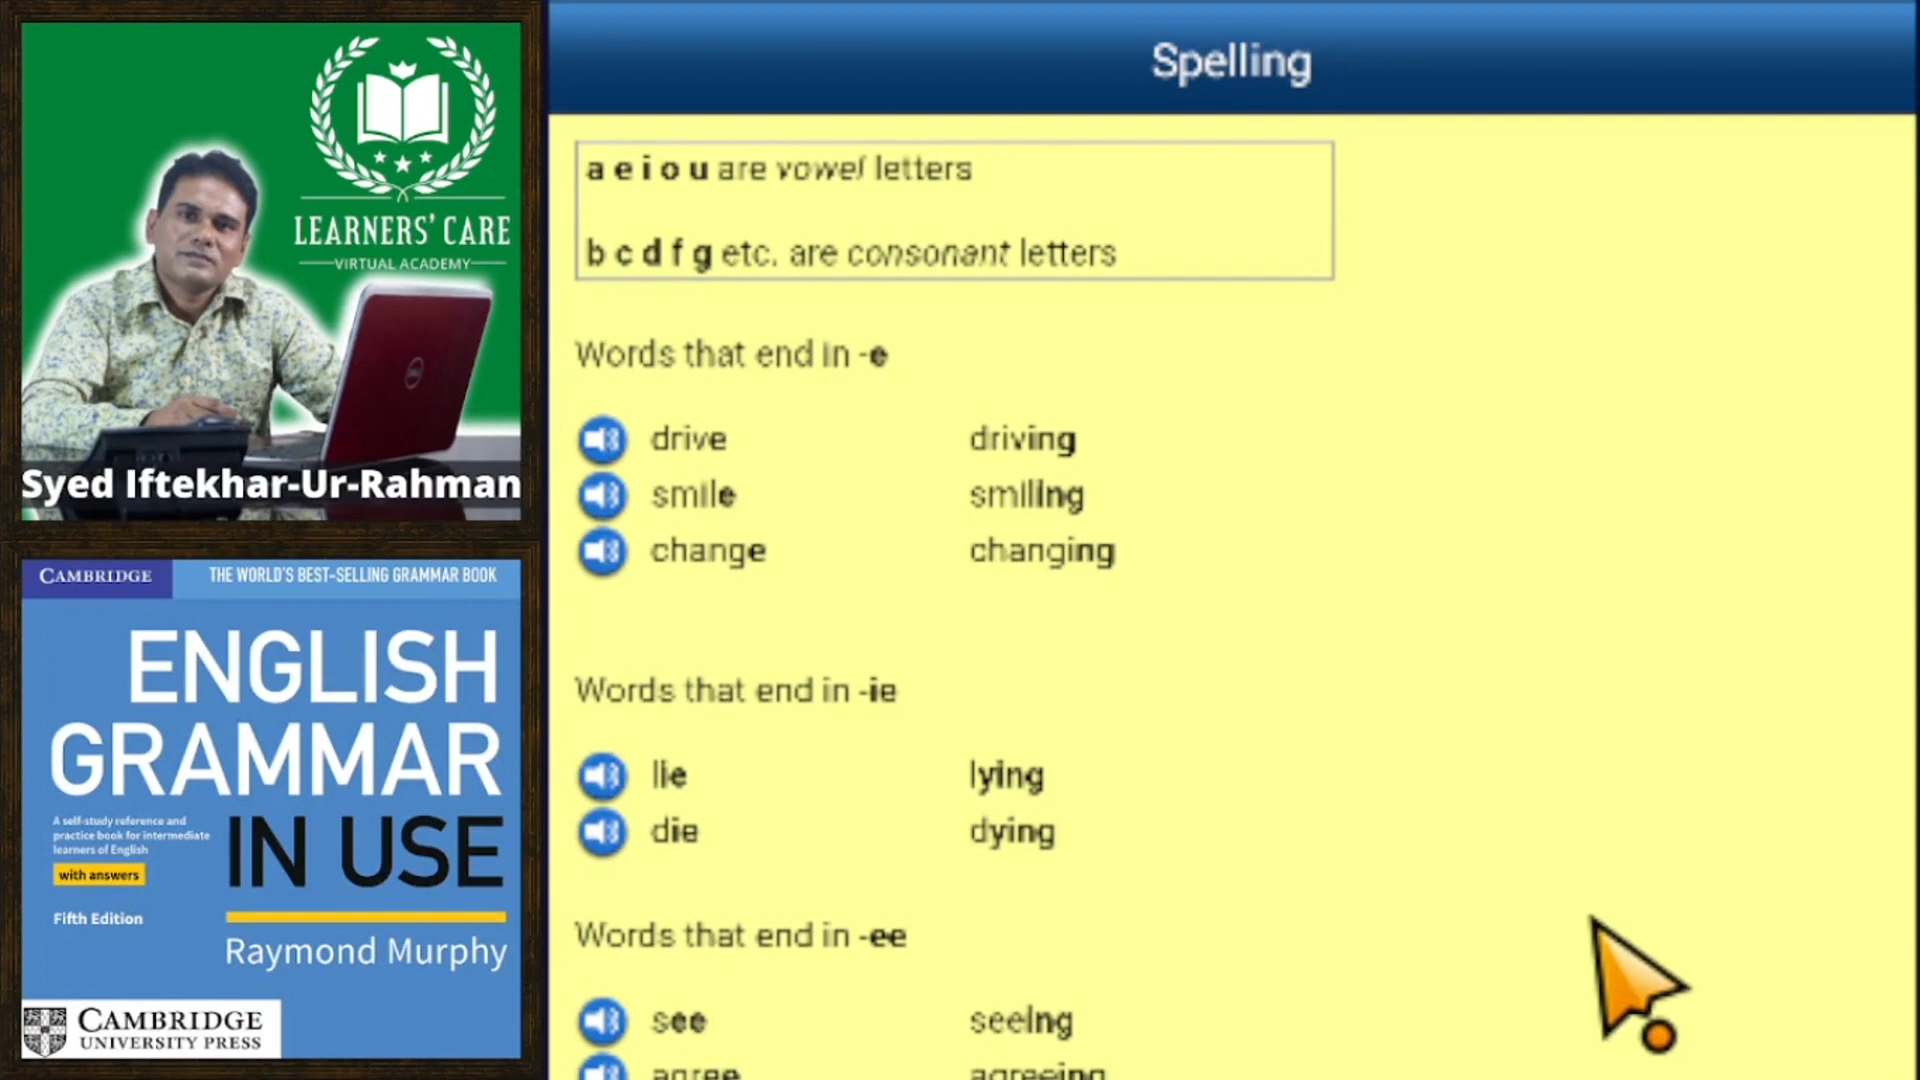 LEARNERS' CARE
VIRTUAL ACADEMY
Syed Iftekhar-Ur-Rahman
CAMBRIDGE
THE WORLD'S BEST-SELLING GRAMMAR BOOK
ENGLISH
GRAMMAR
IN USE
A self-study reference and
practice book for intermediate
learners of English
with answers
Fifth Edition
Raymond Murphy
CAMBRIDGE
UNIVERSITY PRESS
Spelling
a e i o u are vowel letters
b c d f g etc. are consonant letters
Words that end in -e
drive driving
smile smiling
change changing
Words that end in -ie
lie lying
die dying
Words that end in -ee
see seeing
agree agreeing